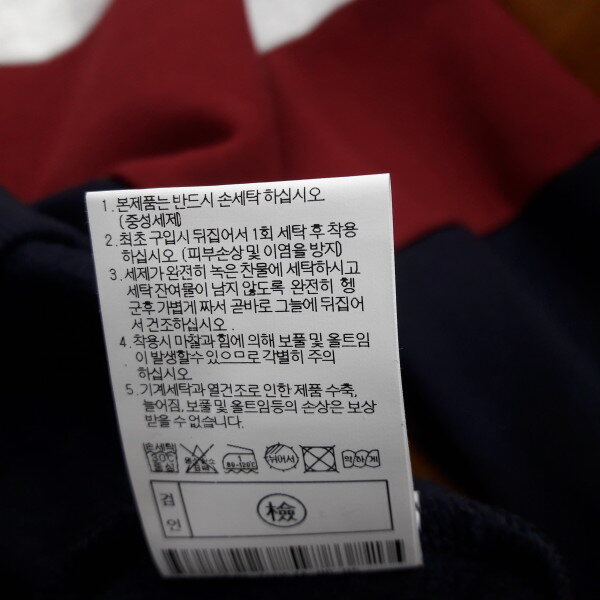 1. 본제품는 반드시 손세탁 하십시오.
(중성세제)
2. 최초 구입시 뒤집어서 1회 세탁 후 착용
하십시오. (피부손상 및 이염을 방지)
3. 세제가 완전히 녹은 찬물에 세탁하시고
세탁 잔여물이 남지 않도록 완전히 헹
군후 가볍게 짜서 곧바로 그늘에 뒤집어
서 건조하십시오.
4. 착용시 마찰과 힘에 의해 보풀 및 올트임
이 발생할수 있으므로 각별히 주의
하십시오.
5. 기계세탁과 열건조로 인한 제품 수축,
늘어짐, 보풀 및 올트임등의 손상은 보상
받을 수 없습니다.
손세탁 30℃ 중성 80~120℃ 뉘어서 약하게
검 인 檢